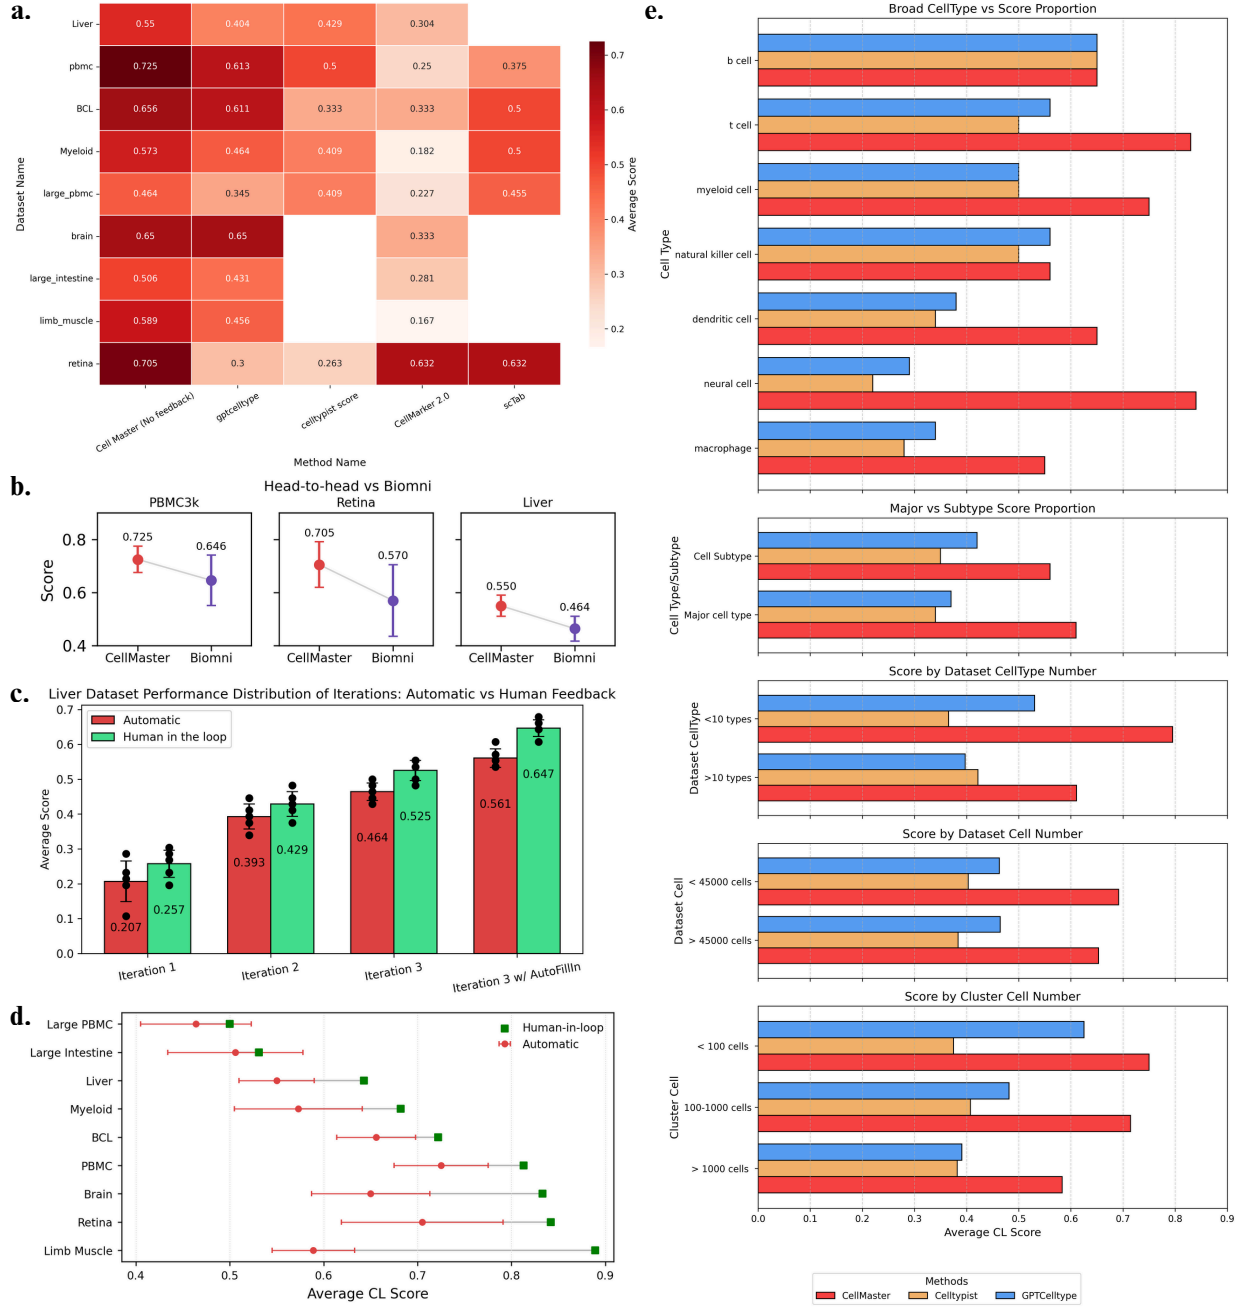 a.
Dataset Name
Liver
0.55
0.404
0.429
0.304
pbmc
0.725
0.613
0.5
0.25
0.375
BCL
0.656
0.611
0.333
0.333
0.5
Myeloid
0.573
0.464
0.409
0.182
0.5
large_pbmc
0.464
0.345
0.409
0.227
0.455
brain
0.65
0.65
0.333
large_intestine
0.506
0.431
0.281
limb_muscle
0.589
0.456
0.167
retina
0.705
0.3
0.263
0.632
0.632
Cell Master (No feedback)
gptcelltype
celltypist score
CellMarker 2.0
scTab
Method Name
0.7
0.6
0.5
0.4
0.3
0.2
Average Score
b.
Head-to-head vs Biomni
PBMC3k
Retina
Liver
Score
0.8
0.6
0.4
0.725
0.646
0.705
0.570
0.550
0.464
CellMaster
Biomni
CellMaster
Biomni
CellMaster
Biomni
c.
Liver Dataset Performance Distribution of Iterations: Automatic vs Human Feedback
Automatic
Human in the loop
Average Score
0.7
0.6
0.5
0.4
0.3
0.2
0.1
0.0
0.207
0.257
0.393
0.429
0.464
0.525
0.561
0.647
Iteration 1
Iteration 2
Iteration 3
Iteration 3 w/ AutoFillIn
d.
Human-in-loop
Automatic
Large PBMC
Large Intestine
Liver
Myeloid
BCL
PBMC
Brain
Retina
Limb Muscle
0.4
0.5
0.6
0.7
0.8
0.9
Average CL Score
e.
Broad CellType vs Score Proportion
Cell Type
b cell
t cell
myeloid cell
natural killer cell
dendritic cell
neural cell
macrophage
Major vs Subtype Score Proportion
Cell Type/Subtype
Cell Subtype
Major cell type
Score by Dataset CellType Number
Dataset CellType
<10 types
>10 types
Score by Dataset Cell Number
Dataset Cell
< 45000 cells
> 45000 cells
Score by Cluster Cell Number
Cluster Cell
< 100 cells
100-1000 cells
> 1000 cells
0.0
0.1
0.2
0.3
0.4
0.5
0.6
0.7
0.8
0.9
Average CL Score
Methods
CellMaster
Celltypist
GPTCelltype